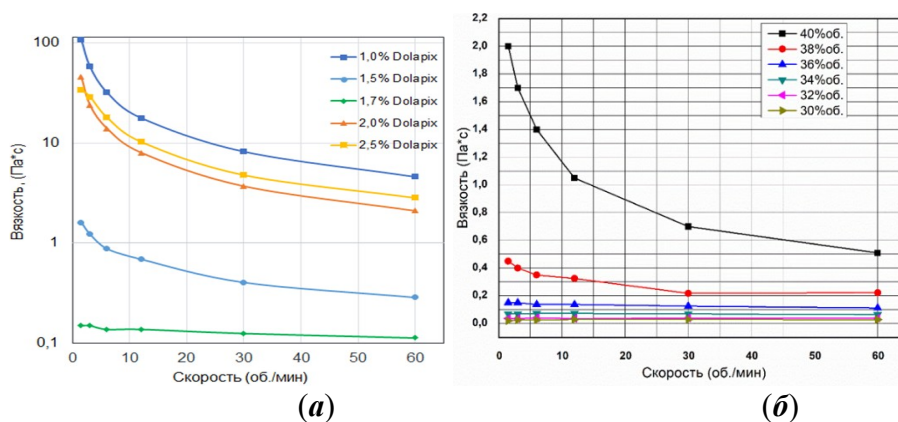 100
10
1
0,1
0
10
20
30
40
50
60
Вязкость, (Па*с)
Скорость (об./мин)
1,0% Dolapix
1,5% Dolapix
1,7% Dolapix
2,0% Dolapix
2,5% Dolapix
(а)
2,2
2,0
1,8
1,6
1,4
1,2
1,0
0,8
0,6
0,4
0,2
0,0
0
10
20
30
40
50
60
Вязкость (Па*с)
Скорость (об./мин)
40%об.
38%об.
36%об.
34%об.
32%об.
30%об.
(б)